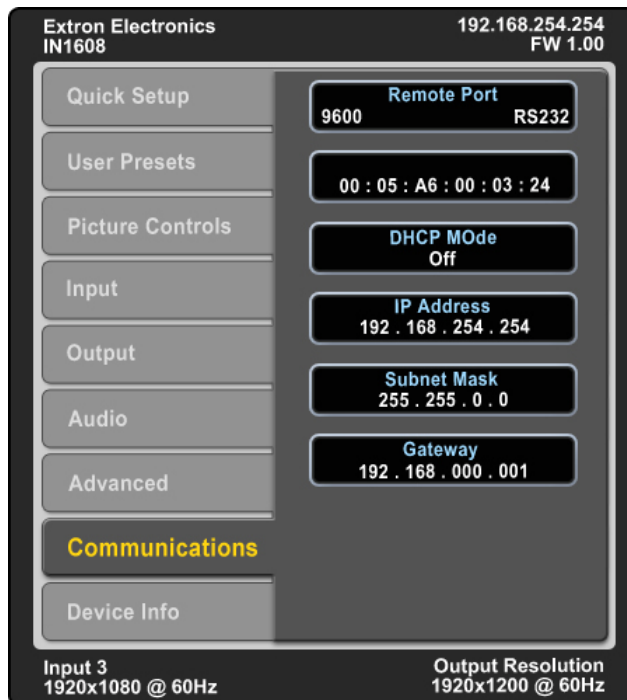 Extron Electronics
IN1608
192.168.254.254
FW 1.00
Quick Setup
User Presets
Picture Controls
Input
Output
Audio
Advanced
Communications
Device Info
Remote Port
9600 RS232
00 : 05 : A6 : 00 : 03 : 24
DHCP MOde
Off
IP Address
192 . 168 . 254 . 254
Subnet Mask
255 . 255 . 0 . 0
Gateway
192 . 168 . 000 . 001
Input 3
1920x1080 @ 60Hz
Output Resolution
1920x1200 @ 60Hz